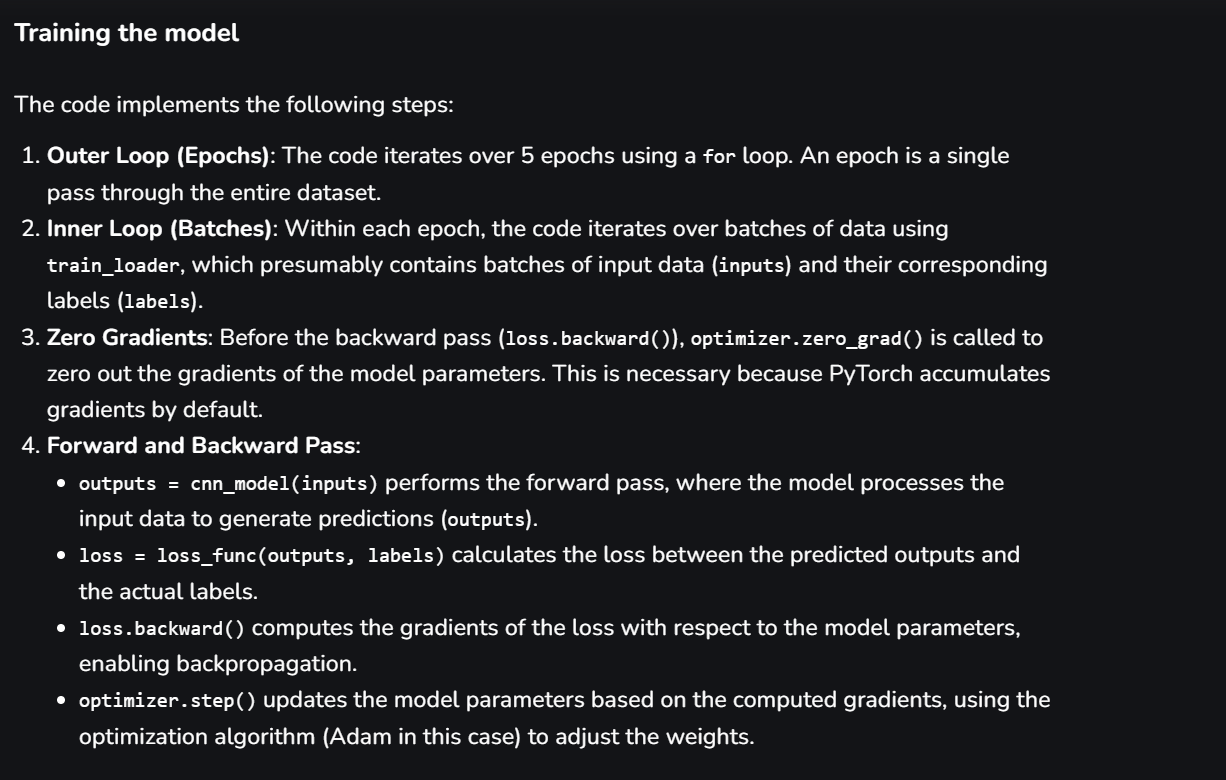 Training the model
The code implements the following steps:
1. Outer Loop (Epochs): The code iterates over 5 epochs using a for loop. An epoch is a single
pass through the entire dataset.
2. Inner Loop (Batches): Within each epoch, the code iterates over batches of data using
train_loader, which presumably contains batches of input data (inputs) and their corresponding
labels (labels).
3. Zero Gradients: Before the backward pass (loss.backward()), optimizer.zero_grad() is called to
zero out the gradients of the model parameters. This is necessary because PyTorch accumulates
gradients by default.
4. Forward and Backward Pass:
• outputs = cnn_model(inputs) performs the forward pass, where the model processes the
input data to generate predictions (outputs).
• loss = loss_func(outputs, labels) calculates the loss between the predicted outputs and
the actual labels.
• loss.backward() computes the gradients of the loss with respect to the model parameters,
enabling backpropagation.
• optimizer.step() updates the model parameters based on the computed gradients, using the
optimization algorithm (Adam in this case) to adjust the weights.